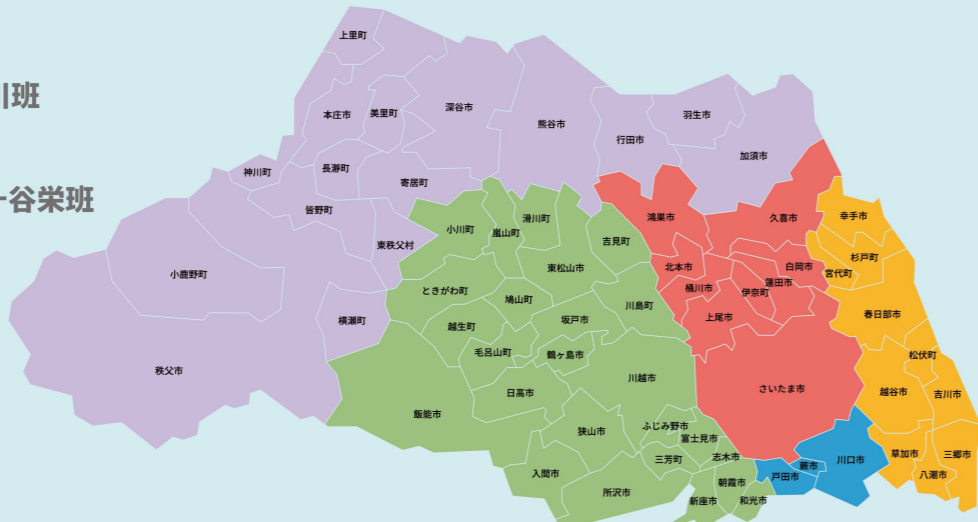 川班
谷栄班
上里町
本庄市
美里町
深谷市
熊谷市
行田市
羽生市
加須市
神川町
長瀞町
寄居町
皆野町
東秩父村
小鹿野町
横瀬町
秩父市
小川町
嵐山町
滑川町
吉見町
鴻巣市
久喜市
幸手市
杉戸町
宮代町
白岡市
蓮田市
北本市
桶川市
伊奈町
上尾市
東松山市
ときがわ町
鳩山町
川島町
坂戸市
越生町
毛呂山町
鶴ヶ島市
川越市
日高市
飯能市
狭山市
入間市
所沢市
ふじみ野市
富士見市
三芳町
志木市
朝霞市
新座市
和光市
さいたま市
春日部市
松伏町
越谷市
吉川市
草加市
三郷市
八潮市
戸田市
蕨市
川口市